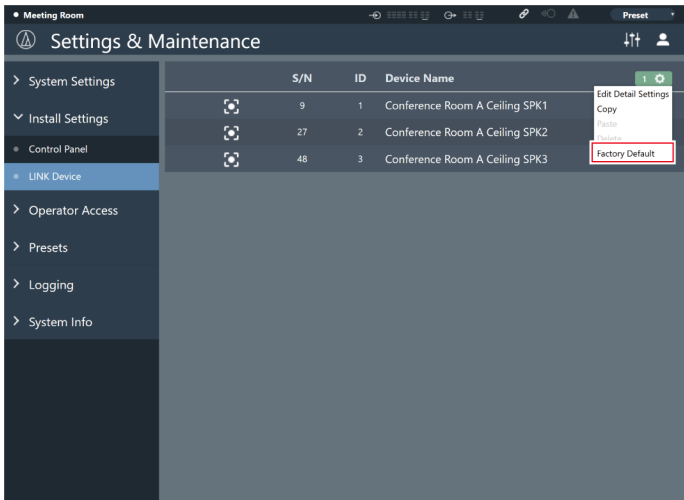 Meeting Room
Preset
Settings & Maintenance
System Settings
Install Settings
Control Panel
LINK Device
Operator Access
Presets
Logging
System Info
S/N ID Device Name 1
9 1 Conference Room A Ceiling SPK1
27 2 Conference Room A Ceiling SPK2
48 3 Conference Room A Ceiling SPK3
Edit Detail Settings
Copy
Paste
Delete
Factory Default